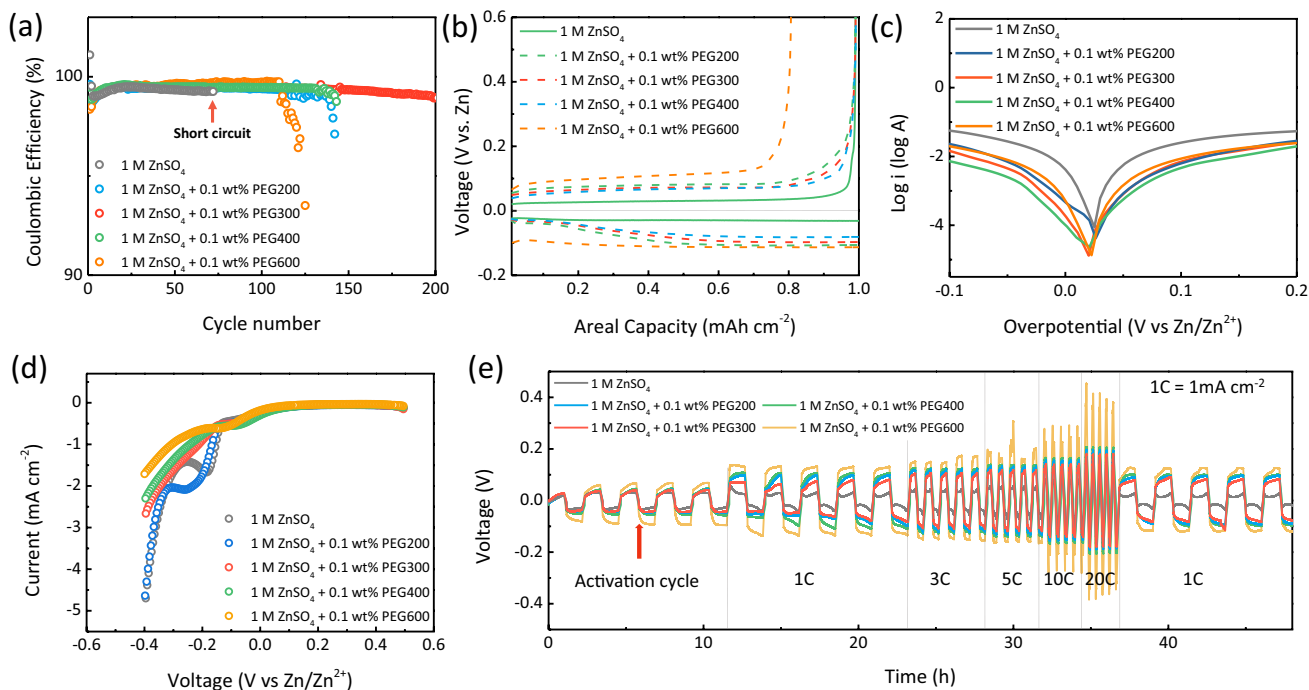 (a)
Coulombic Efficiency (%)
100
90
Short circuit
1 M ZnSO4
1 M ZnSO4 + 0.1 wt% PEG200
1 M ZnSO4 + 0.1 wt% PEG300
1 M ZnSO4 + 0.1 wt% PEG400
1 M ZnSO4 + 0.1 wt% PEG600
0 50 100 150 200
Cycle number
(b)
Voltage (V vs. Zn)
0.6
0.4
0.2
0.0
-0.2
1 M ZnSO4
1 M ZnSO4 + 0.1 wt% PEG200
1 M ZnSO4 + 0.1 wt% PEG300
1 M ZnSO4 + 0.1 wt% PEG400
1 M ZnSO4 + 0.1 wt% PEG600
0.2 0.4 0.6 0.8 1.0
Areal Capacity (mAh cm-2)
(c)
Log i (log A)
2
0
-2
-4
1 M ZnSO4
1 M ZnSO4 + 0.1 wt% PEG200
1 M ZnSO4 + 0.1 wt% PEG300
1 M ZnSO4 + 0.1 wt% PEG400
1 M ZnSO4 + 0.1 wt% PEG600
-0.1 0.0 0.1 0.2
Overpotential (V vs Zn/Zn2+)
(d)
Current (mA cm-2)
0
-1
-2
-3
-4
-5
1 M ZnSO4
1 M ZnSO4 + 0.1 wt% PEG200
1 M ZnSO4 + 0.1 wt% PEG300
1 M ZnSO4 + 0.1 wt% PEG400
1 M ZnSO4 + 0.1 wt% PEG600
-0.6 -0.4 -0.2 0.0 0.2 0.4 0.6
Voltage (V vs Zn/Zn2+)
(e)
Voltage (V)
0.4
0.2
0.0
-0.2
-0.4
1 M ZnSO4
1 M ZnSO4 + 0.1 wt% PEG200
1 M ZnSO4 + 0.1 wt% PEG400
1 M ZnSO4 + 0.1 wt% PEG300
1 M ZnSO4 + 0.1 wt% PEG600
1C = 1mA cm-2
Activation cycle
1C 3C 5C 10C 20C 1C
0 10 20 30 40
Time (h)